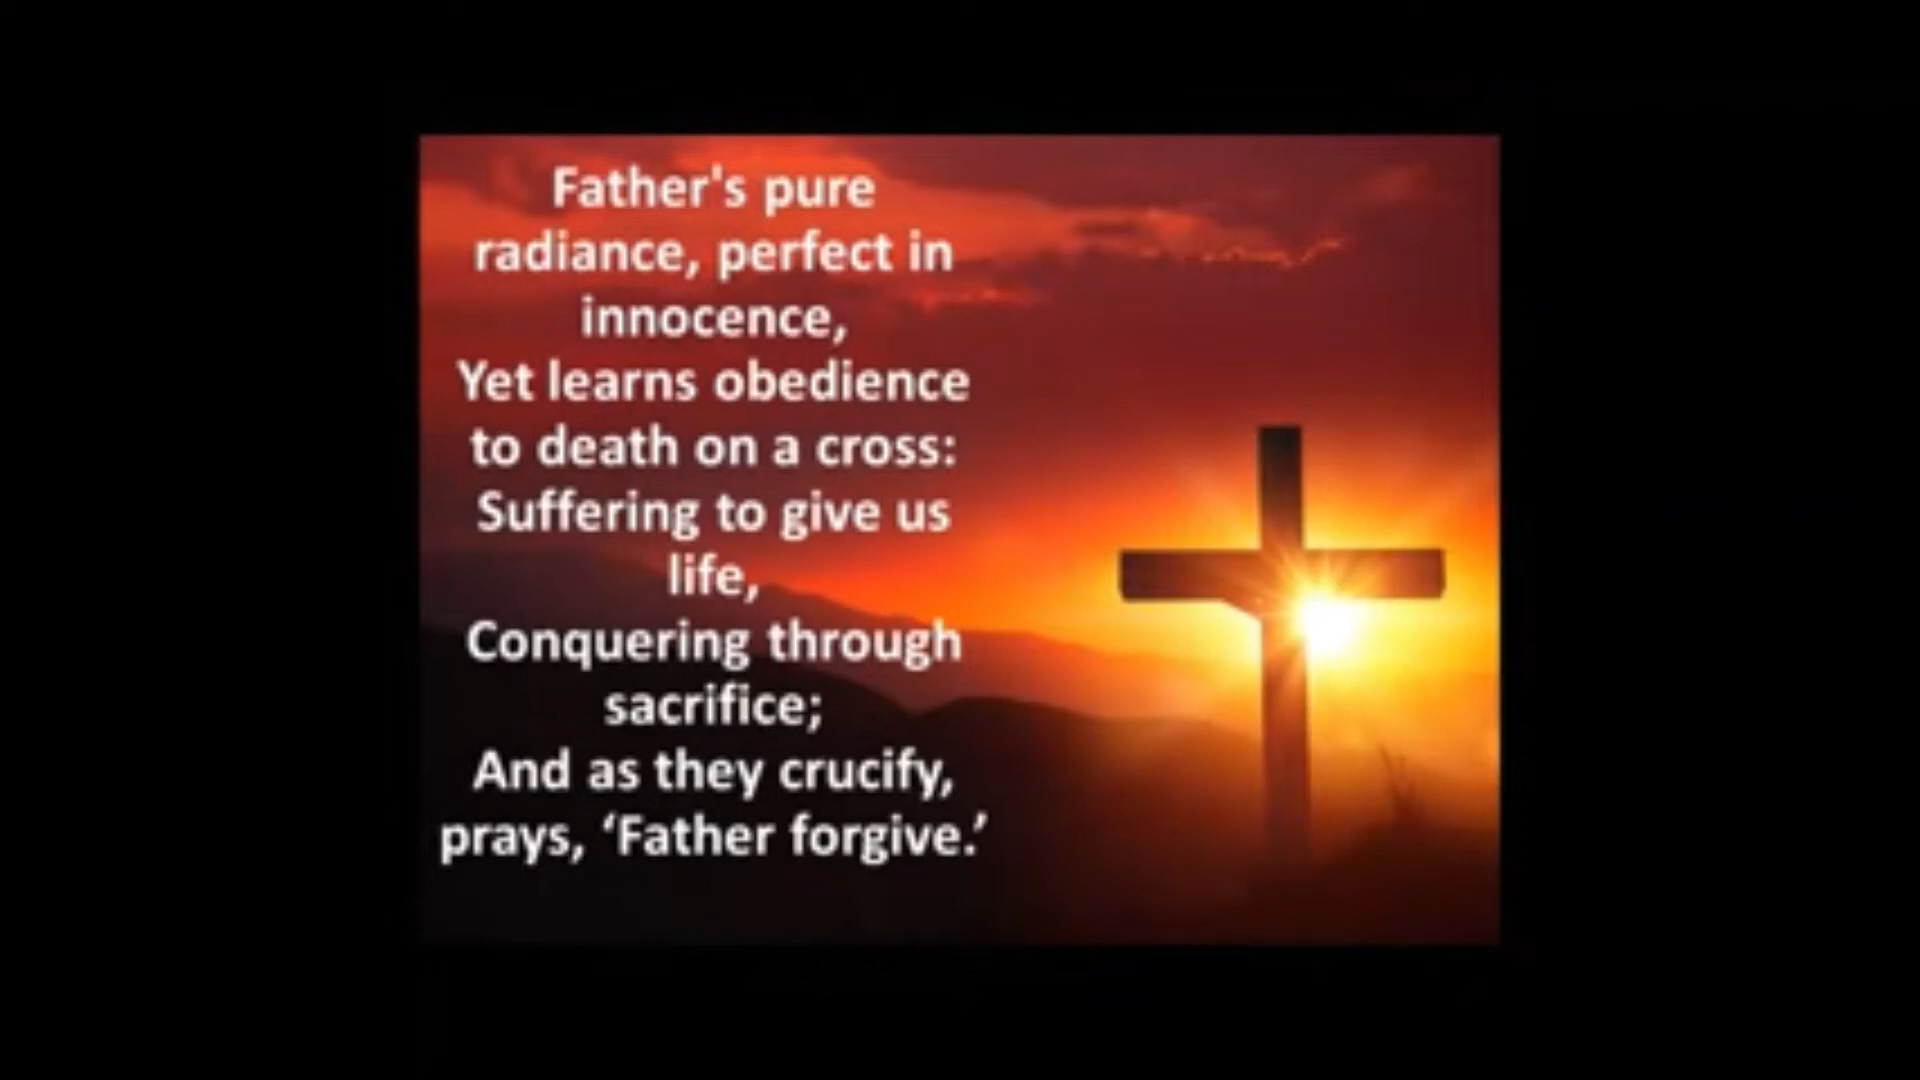 Father's pure
radiance, perfect in
innocence,
Yet learns obedience
to death on a cross:
Suffering to give us
life,
Conquering through
sacrifice;
And as they crucify,
prays, ‘Father forgive.’